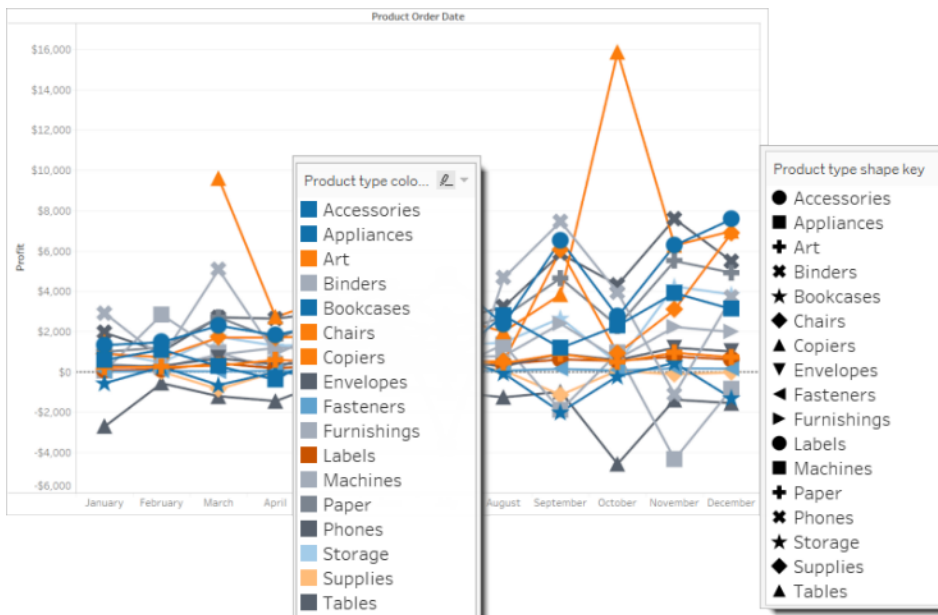 Product Order Date
Profit
$16,000
$14,000
$12,000
$10,000
$8,000
$6,000
$4,000
$2,000
$0
-$2,000
-$4,000
-$6,000
January February March April August September October November December
Product type colo...
Accessories
Appliances
Art
Binders
Bookcases
Chairs
Copiers
Envelopes
Fasteners
Furnishings
Labels
Machines
Paper
Phones
Storage
Supplies
Tables
Product type shape key
Accessories
Appliances
Art
Binders
Bookcases
Chairs
Copiers
Envelopes
Fasteners
Furnishings
Labels
Machines
Paper
Phones
Storage
Supplies
Tables